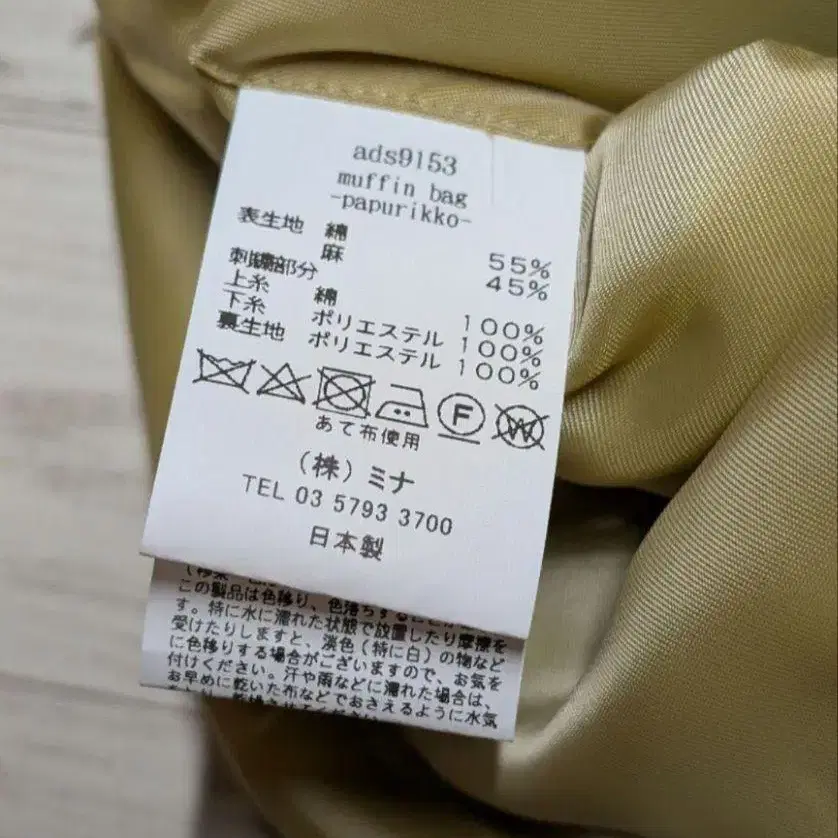 ads9153
muffin bag
-papurikko-
表生地 綿 55%
麻 45%
刺繍部分
上糸 綿 100%
下糸 ポリエステル 100%
裏生地 ポリエステル 100%
F W
あて布使用
(株) ミナ
TEL 03 5793 3700
日本製
この製品は色移り、色落ちする
す。特に水に濡れた状態で放置したり摩擦を
受けたりしますと、淡色(特に白)の物など
に色移りする場合がございますので、お気を
付けください。汗や雨などに濡れた場合は、
お早めに乾いた布などでおさえるように水気